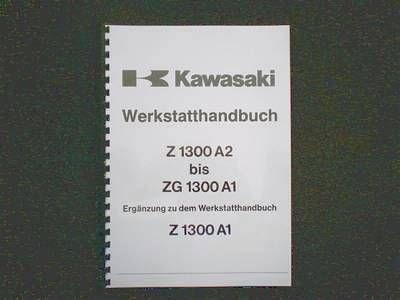 Kawasaki
Werkstatthandbuch
Z 1300 A2
bis
ZG 1300 A1
Ergänzung zu dem Werkstatthandbuch
Z 1300 A1